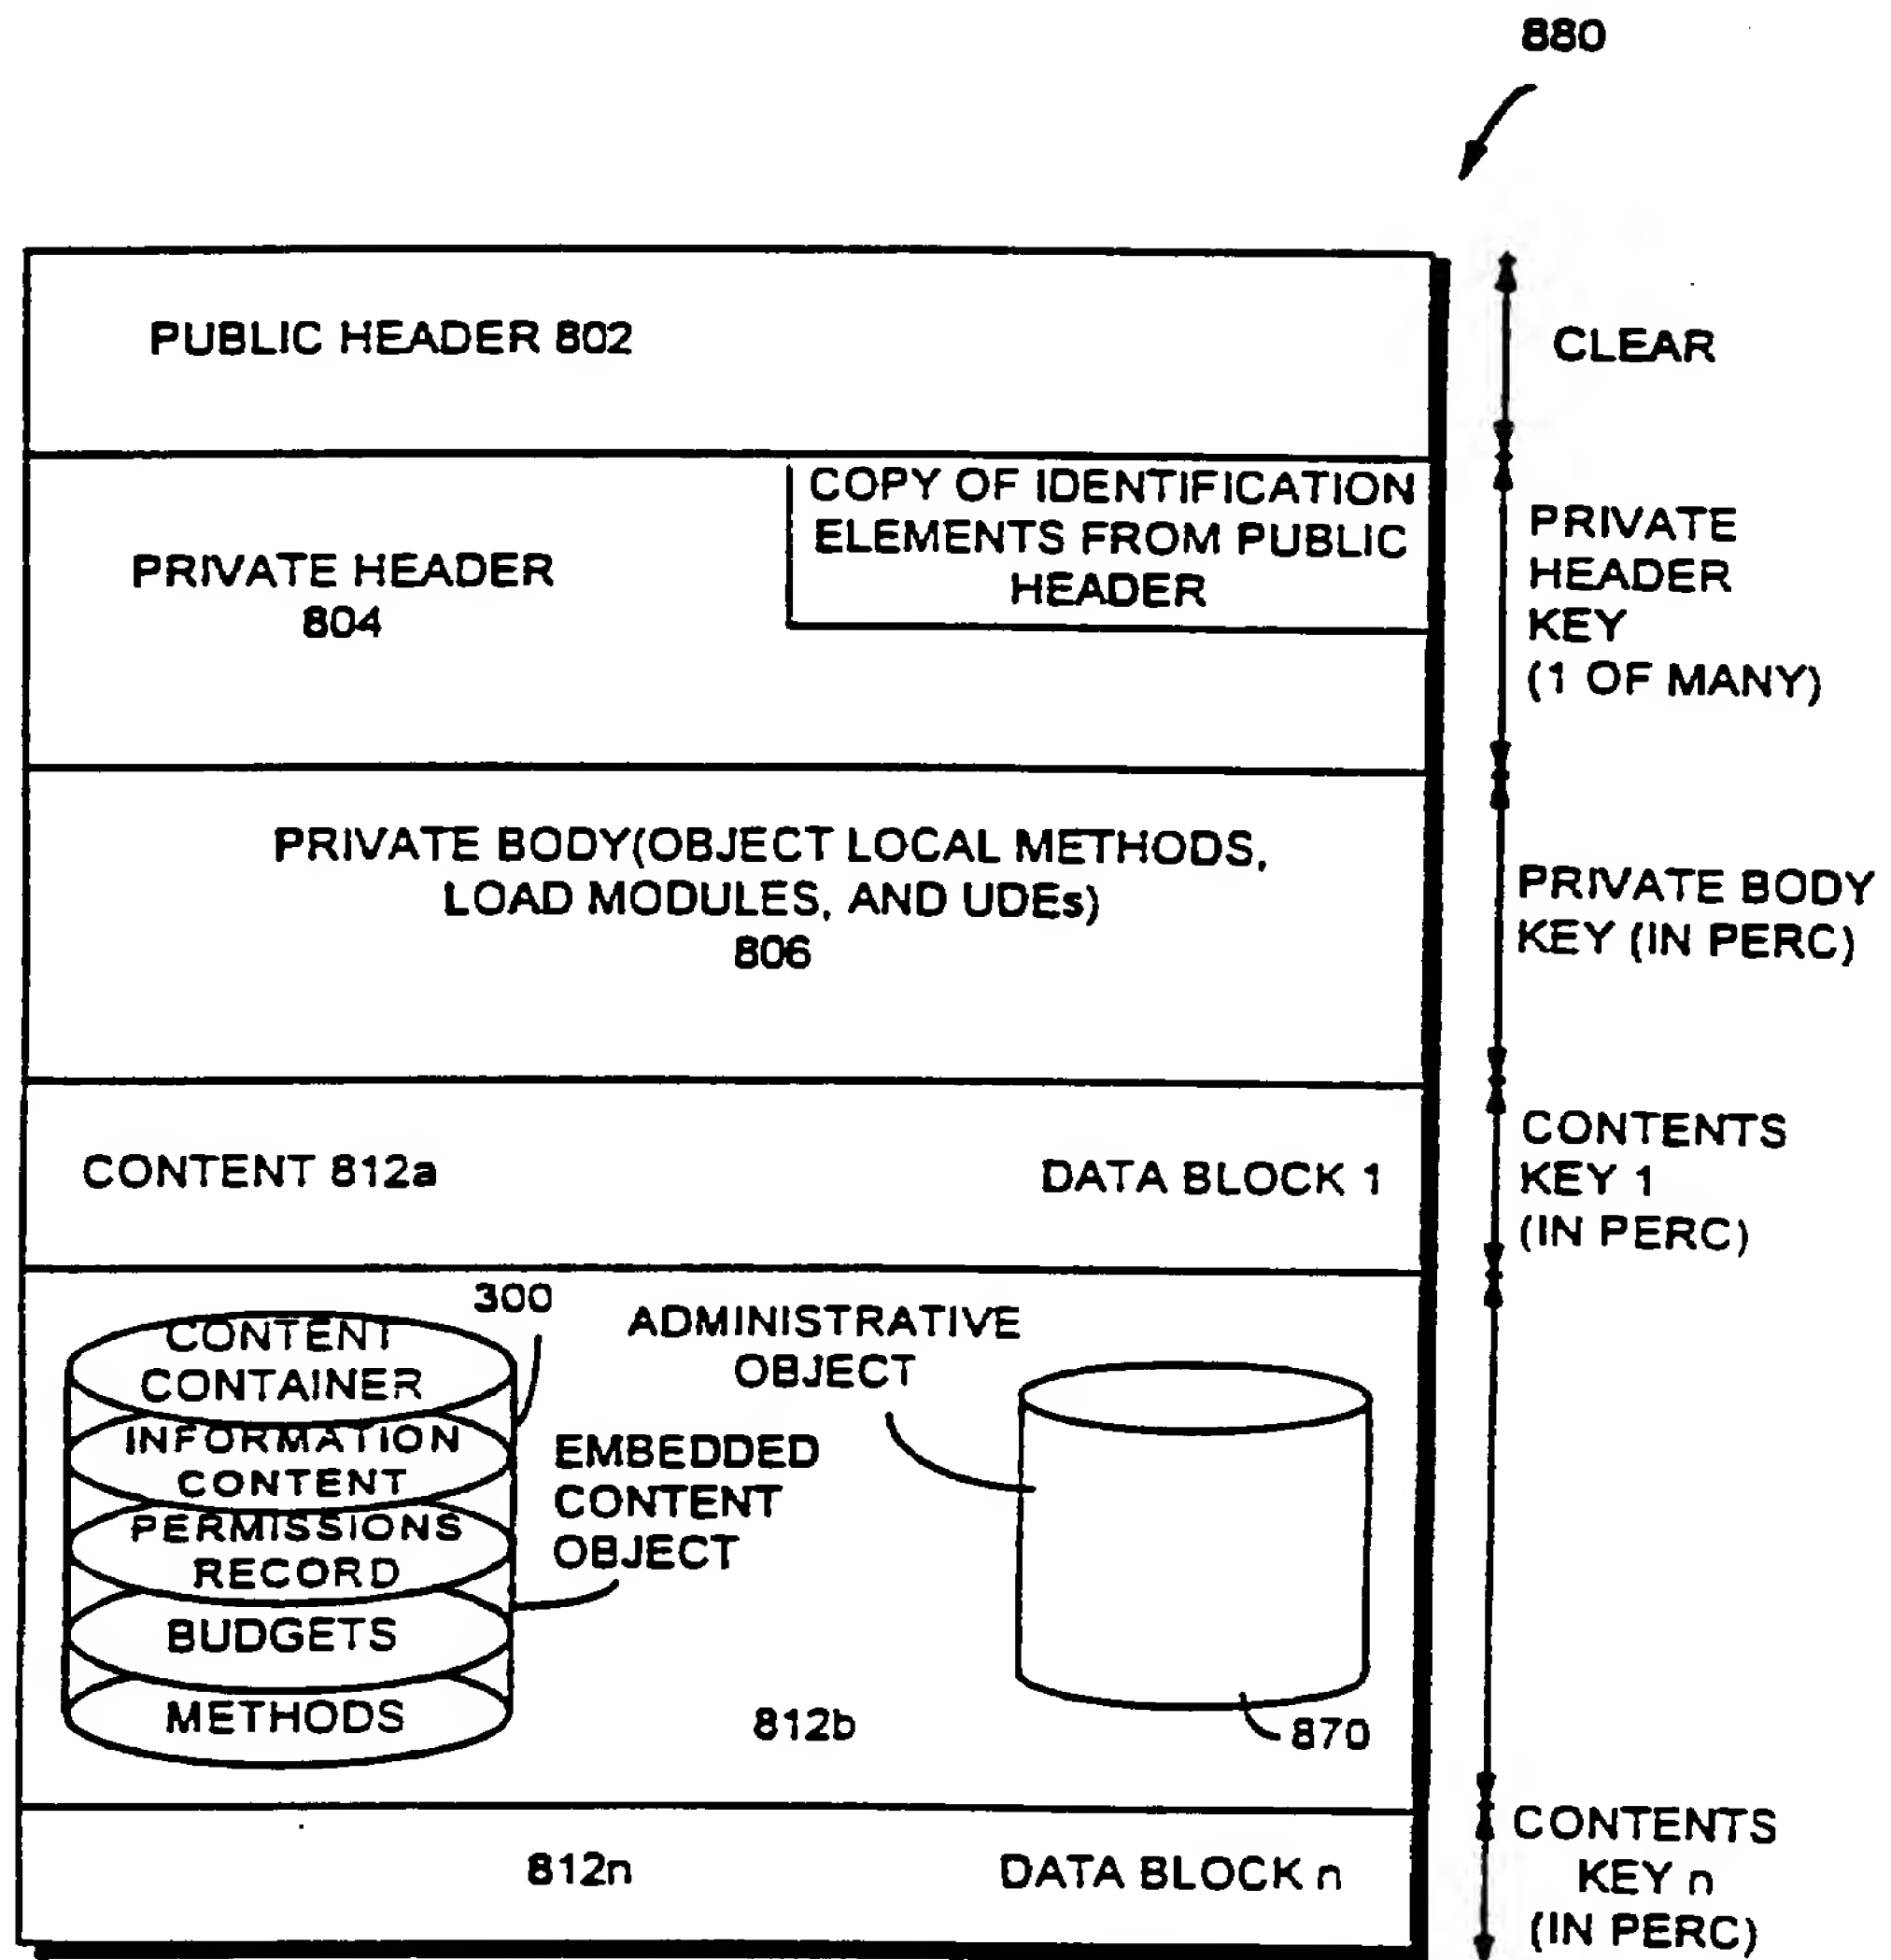 880
PUBLIC HEADER 802
CLEAR
PRIVATE HEADER
804
COPY OF IDENTIFICATION
ELEMENTS FROM PUBLIC
HEADER
PRIVATE
HEADER
KEY
(1 OF MANY)
PRIVATE BODY(OBJECT LOCAL METHODS,
LOAD MODULES, AND UDEs)
806
PRIVATE BODY
KEY (IN PERC)
CONTENT 812a
DATA BLOCK 1
CONTENTS
KEY 1
(IN PERC)
300
CONTENT
CONTAINER
INFORMATION
CONTENT
PERMISSIONS
RECORD
BUDGETS
METHODS
EMBEDDED
CONTENT
OBJECT
ADMINISTRATIVE
OBJECT
812b
870
812n
DATA BLOCK n
CONTENTS
KEY n
(IN PERC)